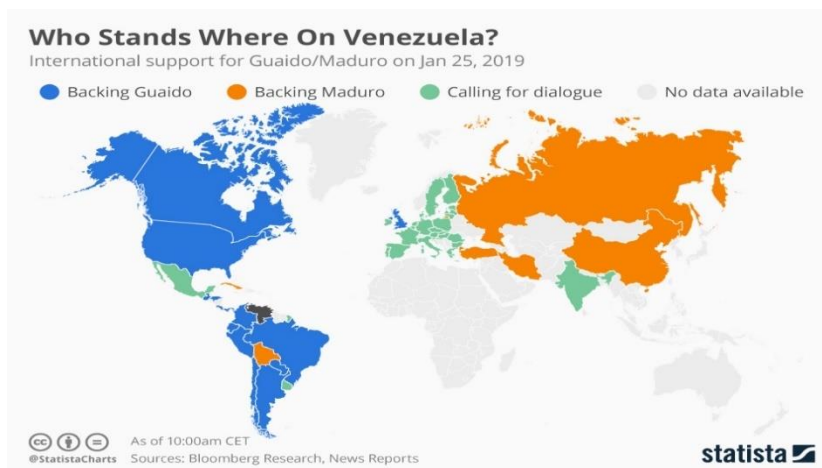 Who Stands Where On Venezuela?
International support for Guaido/Maduro on Jan 25, 2019
Backing Guaido Backing Maduro Calling for dialogue No data available
cc
As of 10:00am CET
@StatistaCharts Sources: Bloomberg Research, News Reports
statista